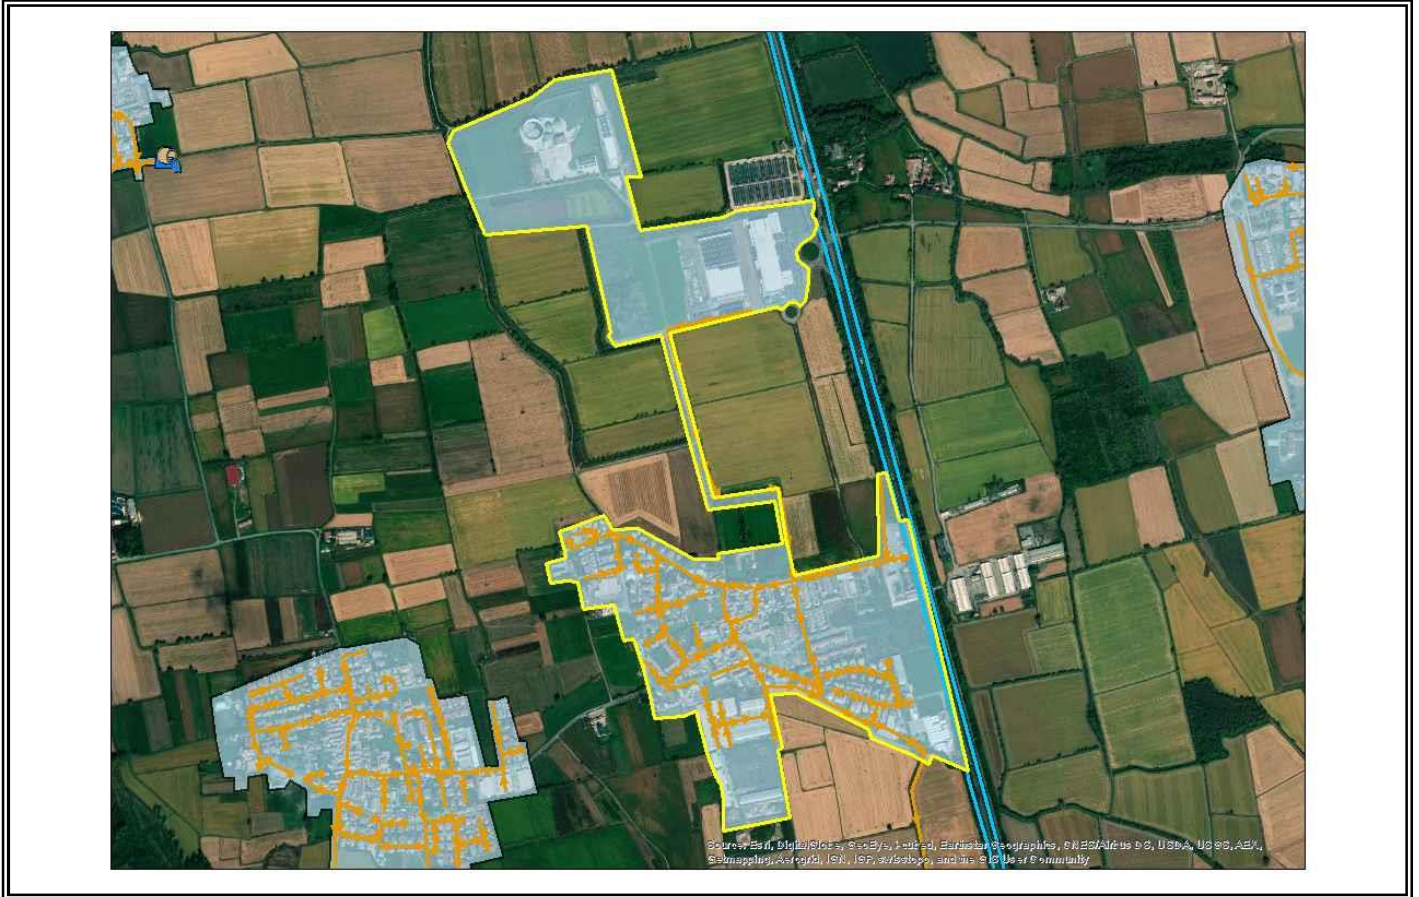 Source: Esri, DigitalGlobe, GeoEye, i-cubed, Earthstar Geographics, CNES/Airbus DS, USDA, USGS, AEX,
Getmapping, Aerogrid, IGN, IGP, swisstopo, and the GIS User Community